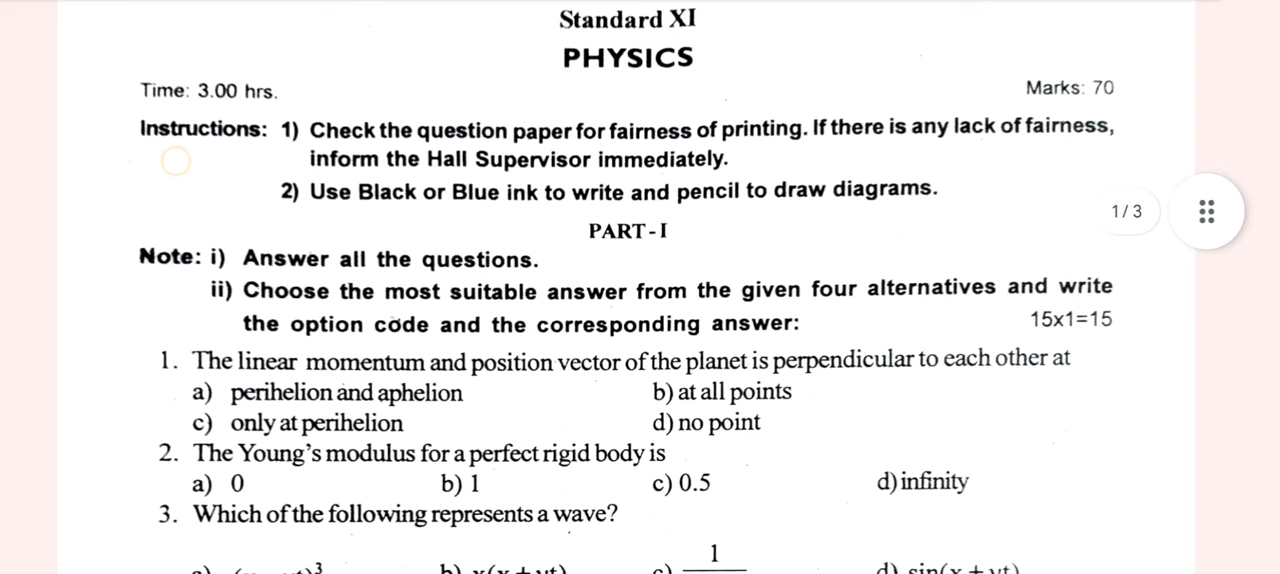 Standard XI
PHYSICS
Time: 3.00 hrs. Marks: 70
Instructions: 1) Check the question paper for fairness of printing. If there is any lack of fairness,
inform the Hall Supervisor immediately.
2) Use Black or Blue ink to write and pencil to draw diagrams.
1/3
PART - I
Note: i) Answer all the questions.
ii) Choose the most suitable answer from the given four alternatives and write
the option code and the corresponding answer: 15x1=15
1. The linear momentum and position vector of the planet is perpendicular to each other at
a) perihelion and aphelion b) at all points
c) only at perihelion d) no point
2. The Young's modulus for a perfect rigid body is
a) 0 b) 1 c) 0.5 d) infinity
3. Which of the following represents a wave?
1
d) sin(x + vt)